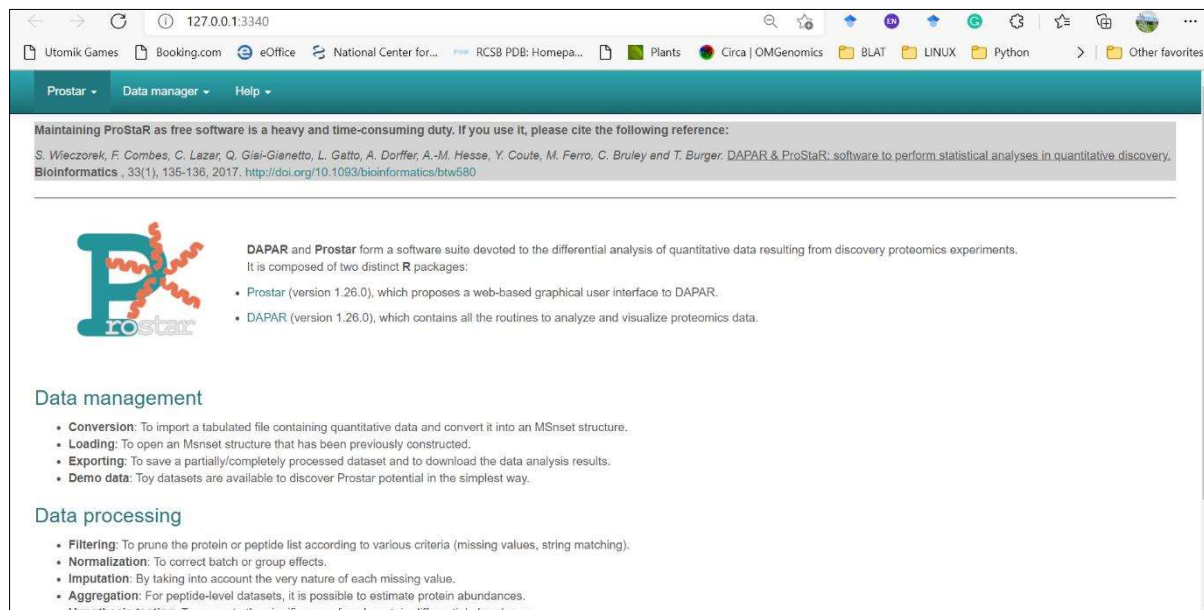 127.0.0.1:3340
Utomik Games Booking.com eOffice National Center for... RCSB PDB: Homepa... Plants Circa | OMGenomics BLAT LINUX Python Other favorites
Prostar Data manager Help
Maintaining ProStaR as free software is a heavy and time-consuming duty. If you use it, please cite the following reference:
S. Wieczorek, F. Combes, C. Lazar, Q. Giai-Gianetto, L. Gatto, A. Dorffer, A.-M. Hesse, Y. Coute, M. Ferro, C. Bruley and T. Burger. DAPAR & ProStaR: software to perform statistical analyses in quantitative discovery.
Bioinformatics , 33(1), 135-136, 2017. http://doi.org/10.1093/bioinformatics/btw580
Prostar
DAPAR and Prostar form a software suite devoted to the differential analysis of quantitative data resulting from discovery proteomics experiments.
It is composed of two distinct R packages:
• Prostar (version 1.26.0), which proposes a web-based graphical user interface to DAPAR.
• DAPAR (version 1.26.0), which contains all the routines to analyze and visualize proteomics data.
Data management
• Conversion: To import a tabulated file containing quantitative data and convert it into an MSnset structure.
• Loading: To open an Msnset structure that has been previously constructed.
• Exporting: To save a partially/completely processed dataset and to download the data analysis results.
• Demo data: Toy datasets are available to discover Prostar potential in the simplest way.
Data processing
• Filtering: To prune the protein or peptide list according to various criteria (missing values, string matching).
• Normalization: To correct batch or group effects.
• Imputation: By taking into account the very nature of each missing value.
• Aggregation: For peptide-level datasets, it is possible to estimate protein abundances.